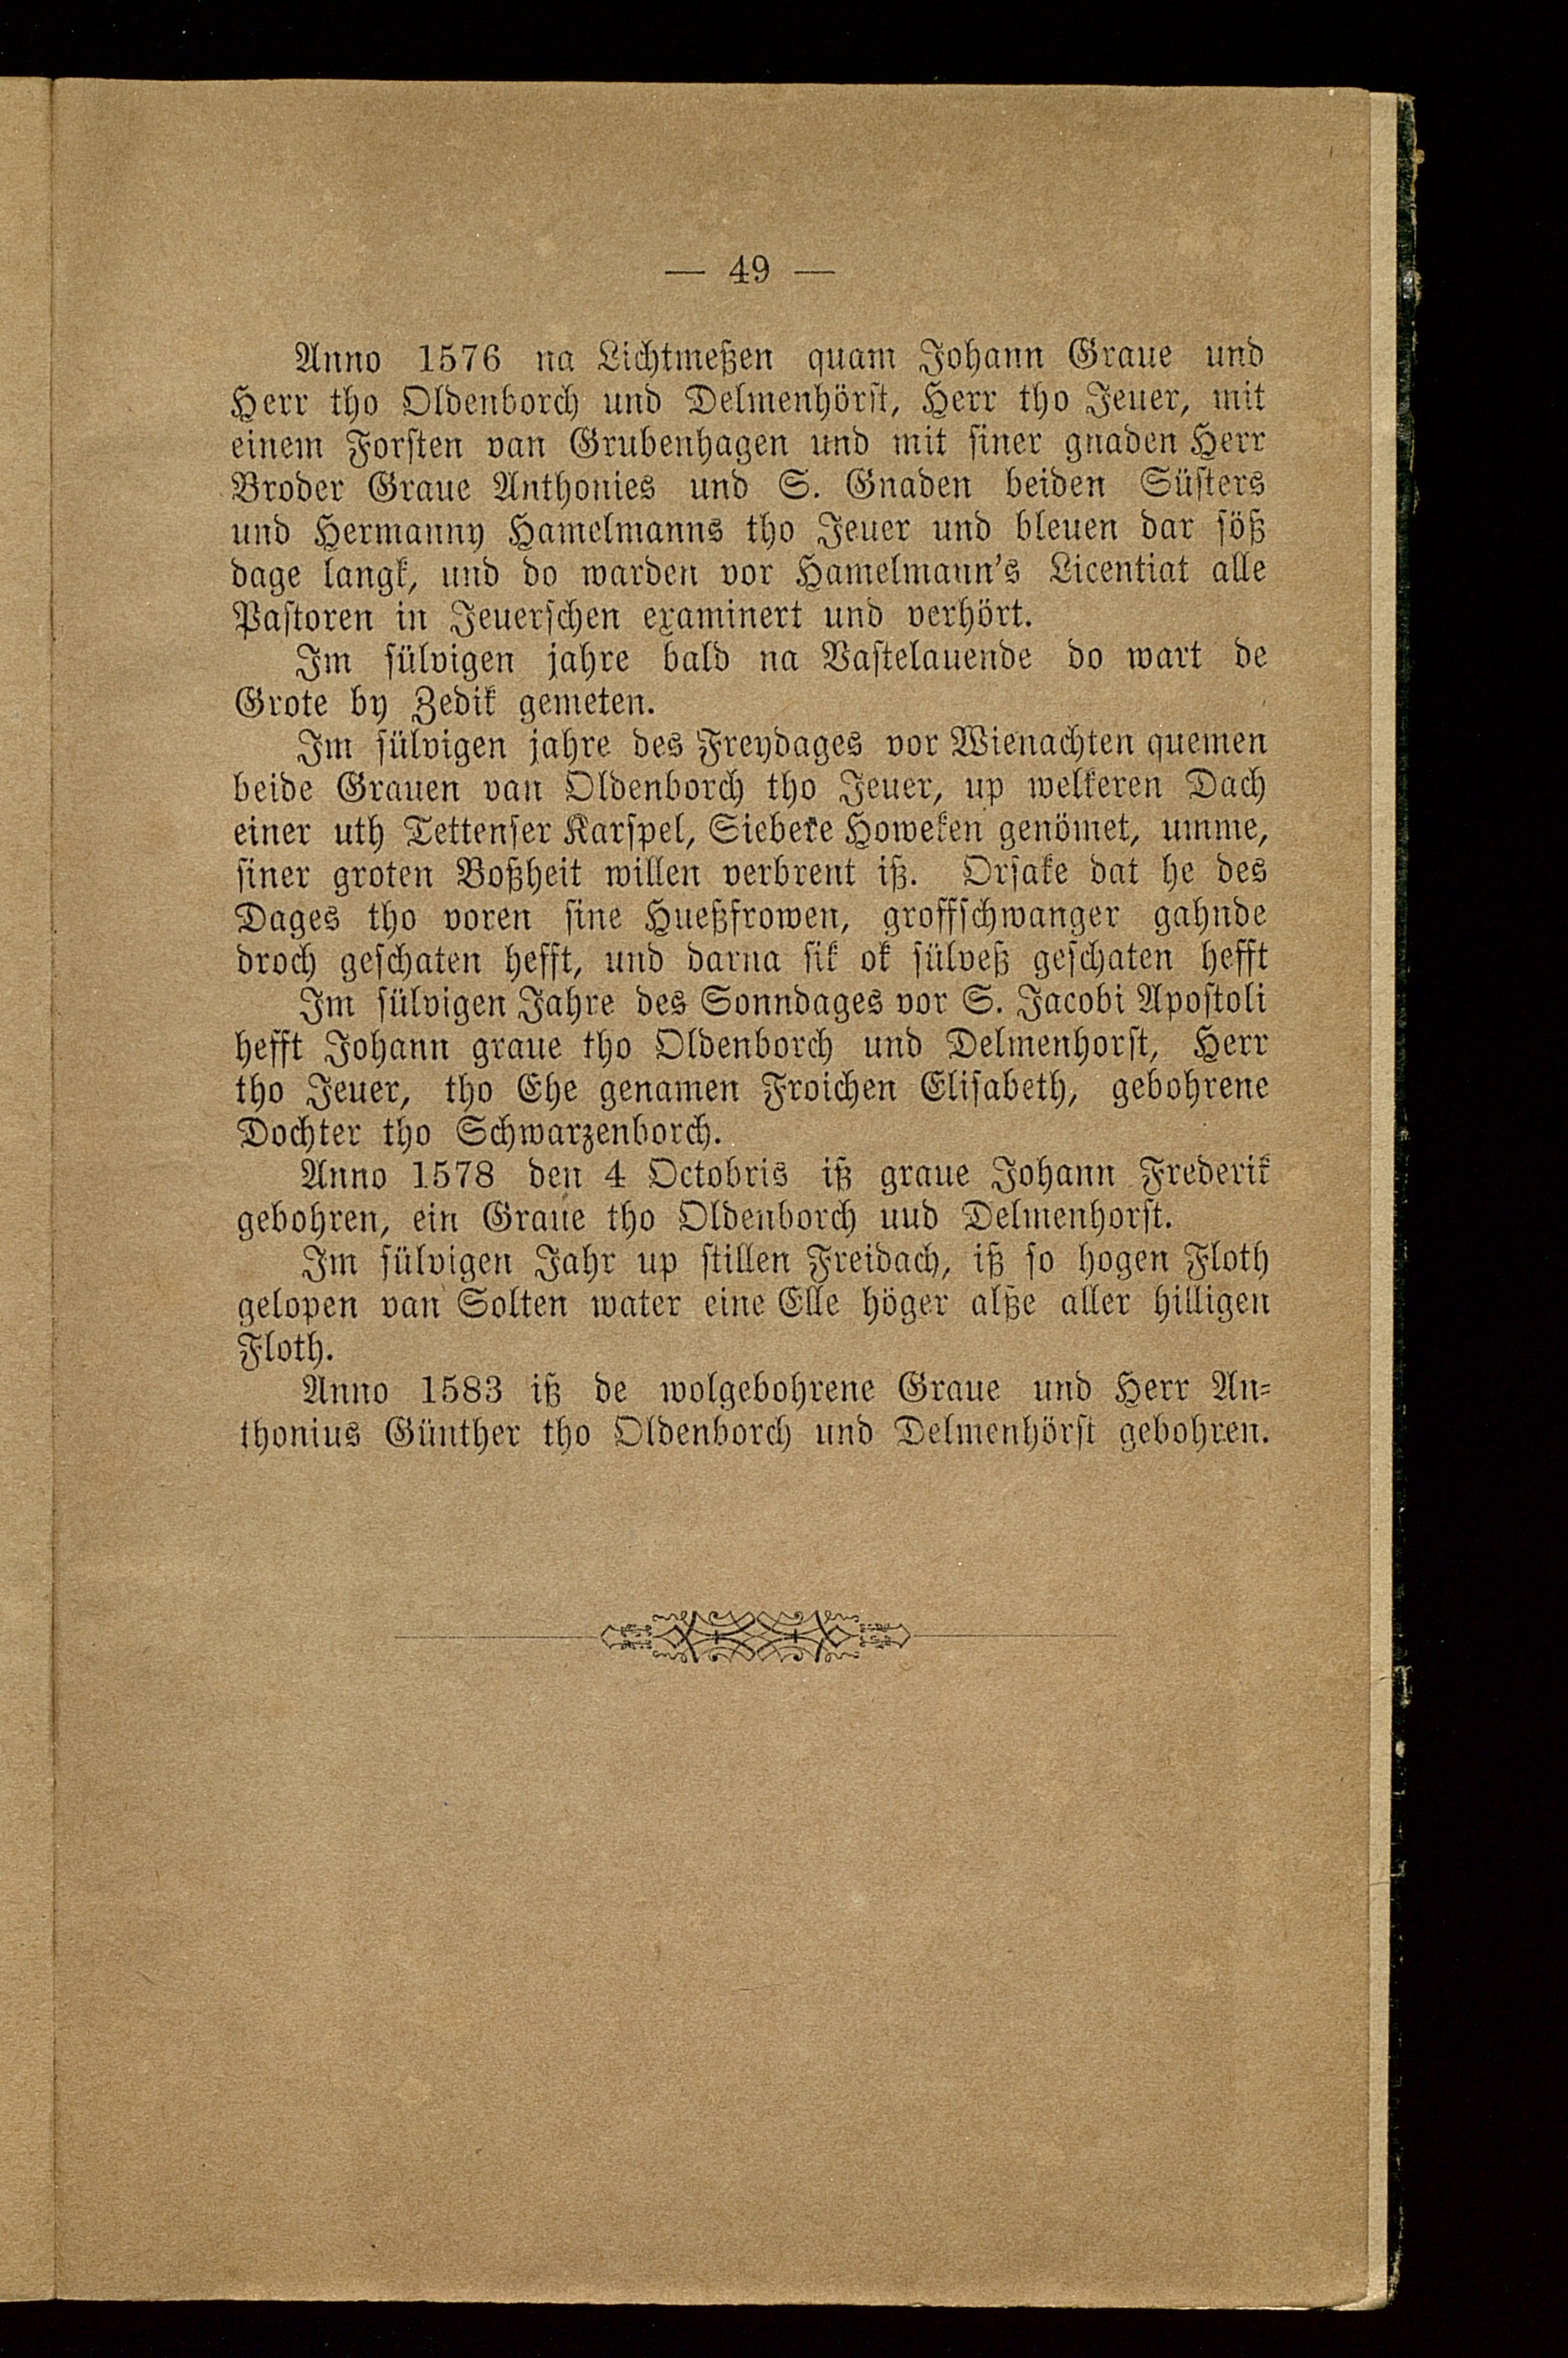 — 49 —
Anno 1576 na Lichtmeßen quam Johann Graue und
Herr tho Oldenborch und Delmenhörst, Herr tho Jeuer, mit
einem Forsten van Grubenhagen und mit siner gnaden Herr
Broder Graue Anthonies und S. Gnaden beiden Süsters
und Hermanny Hamelmanns tho Jeuer und bleuen dar söß
dage langk, und do warden vor Hamelmann's Licentiat alle
Pastoren in Jeuerschen examinert und verhört.
Im sülvigen jahre bald na Vastelauende do wart de
Grote by Zedik gemeten.
Im sülvigen jahre des Freydages vor Wienachten quemen
beide Grauen van Oldenborch tho Jeuer, up welkeren Dach
einer uth Tettenser Karspel, Siebeke Howeken genömet, umme,
siner groten Boßheit willen verbrent iß. Orsake dat he des
Dages tho voren sine Hueßfrowen, groffschwanger gahnde
droch geschaten hefft, und darna sik ok sülveß geschaten hefft
Im sülvigen Jahre des Sonndages vor S. Jacobi Apostoli
hefft Johann graue tho Oldenborch und Delmenhorst, Herr
tho Jeuer, tho Ehe genamen Froichen Elisabeth, gebohrene
Dochter tho Schwarzenborch.
Anno 1578 den 4 Octobris iß graue Johann Frederik
gebohren, ein Graue tho Oldenborch uud Delmenhorst.
Im sülvigen Jahr up stillen Freidach, iß so hogen Floth
gelopen van Solten water eine Elle höger alße aller hilligen
Floth.
Anno 1583 iß de wolgebohrene Graue und Herr An-
thonius Günther tho Oldenborch und Delmenhörst gebohren.